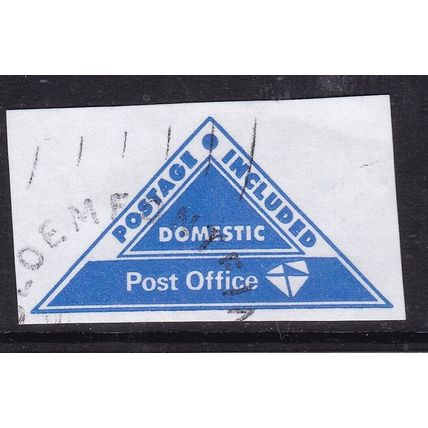 POSTAGE INCLUDED
DOMESTIC
Post Office